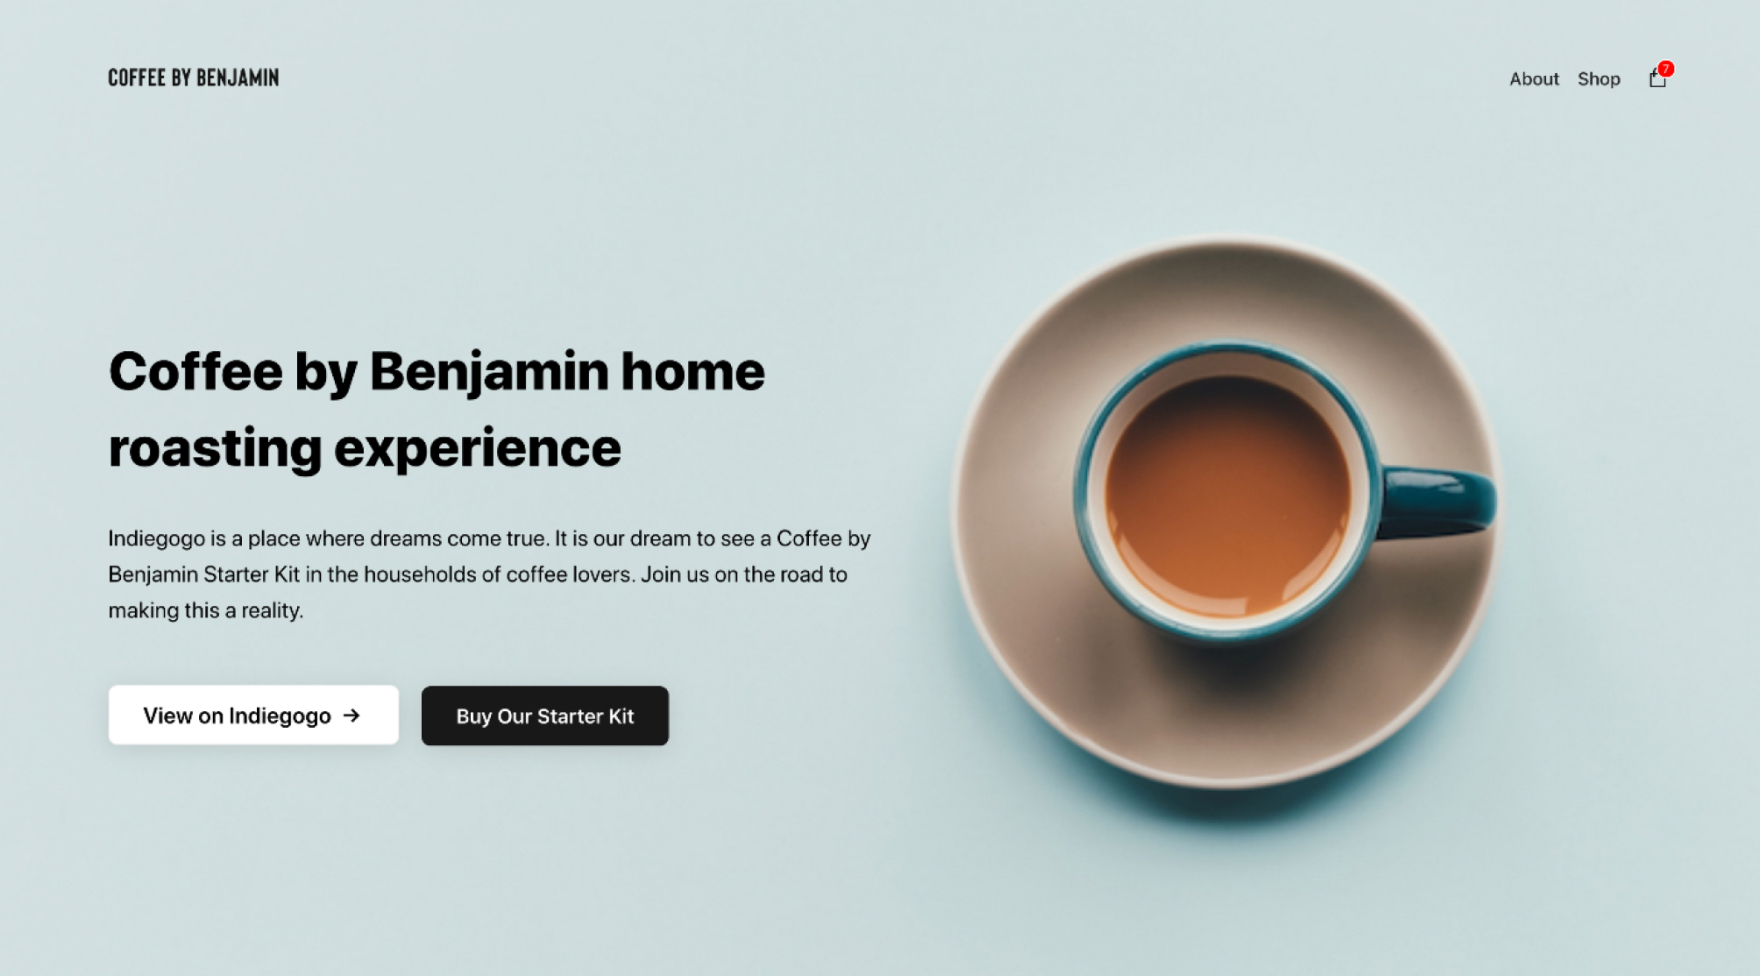 COFFEE BY BENJAMIN
About Shop 7
Coffee by Benjamin home
roasting experience
Indiegogo is a place where dreams come true. It is our dream to see a Coffee by
Benjamin Starter Kit in the households of coffee lovers. Join us on the road to
making this a reality.
View on Indiegogo →
Buy Our Starter Kit